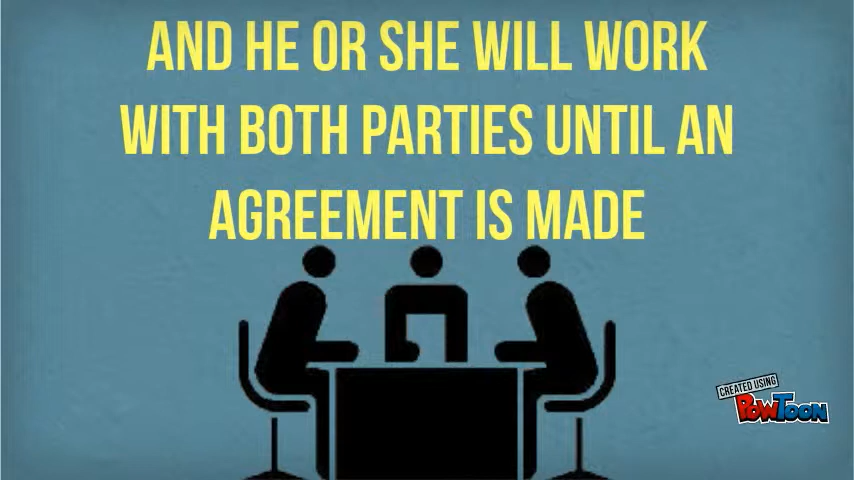 AND HE OR SHE WILL WORK
WITH BOTH PARTIES UNTIL AN
AGREEMENT IS MADE
CREATED USING
POWTOON